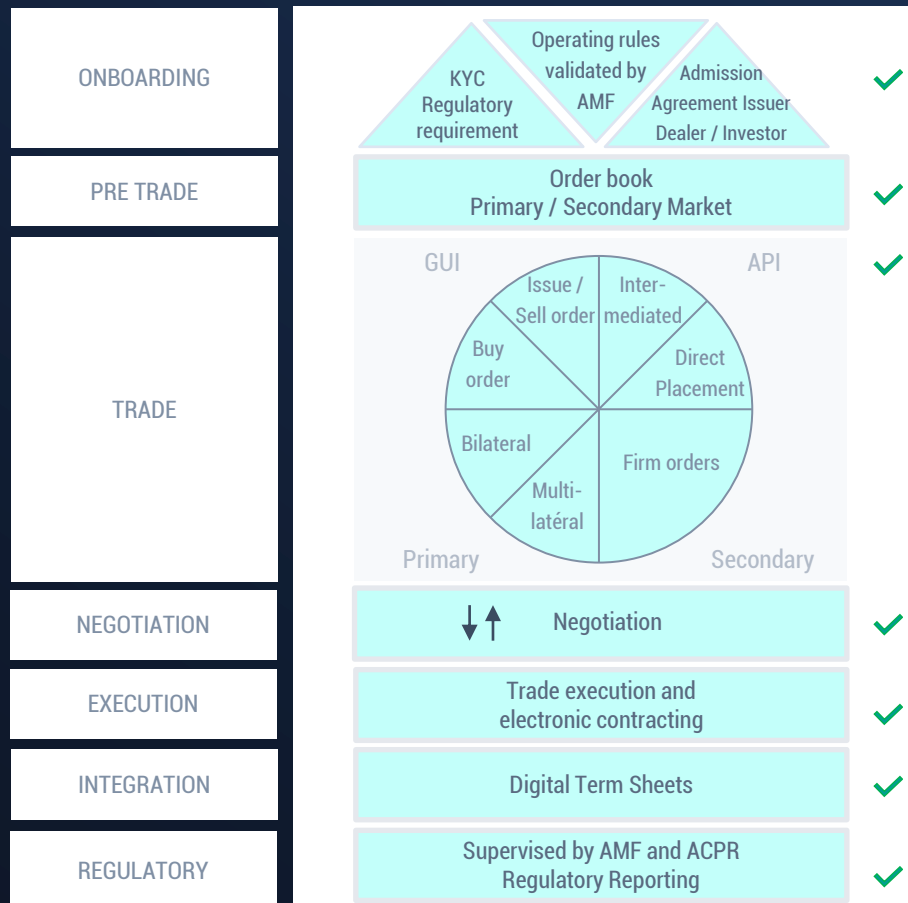 ONBOARDING
KYC
Regulatory
requirement
Operating rules
validated by
AMF
Admission
Agreement Issuer
Dealer / Investor
PRE TRADE
Order book
Primary / Secondary Market
TRADE
GUI
API
Issue /
Sell order
Inter-
mediated
Buy
order
Direct
Placement
Bilateral
Multi-
latéral
Firm orders
Primary
Secondary
NEGOTIATION
Negotiation
EXECUTION
Trade execution and
electronic contracting
INTEGRATION
Digital Term Sheets
REGULATORY
Supervised by AMF and ACPR
Regulatory Reporting